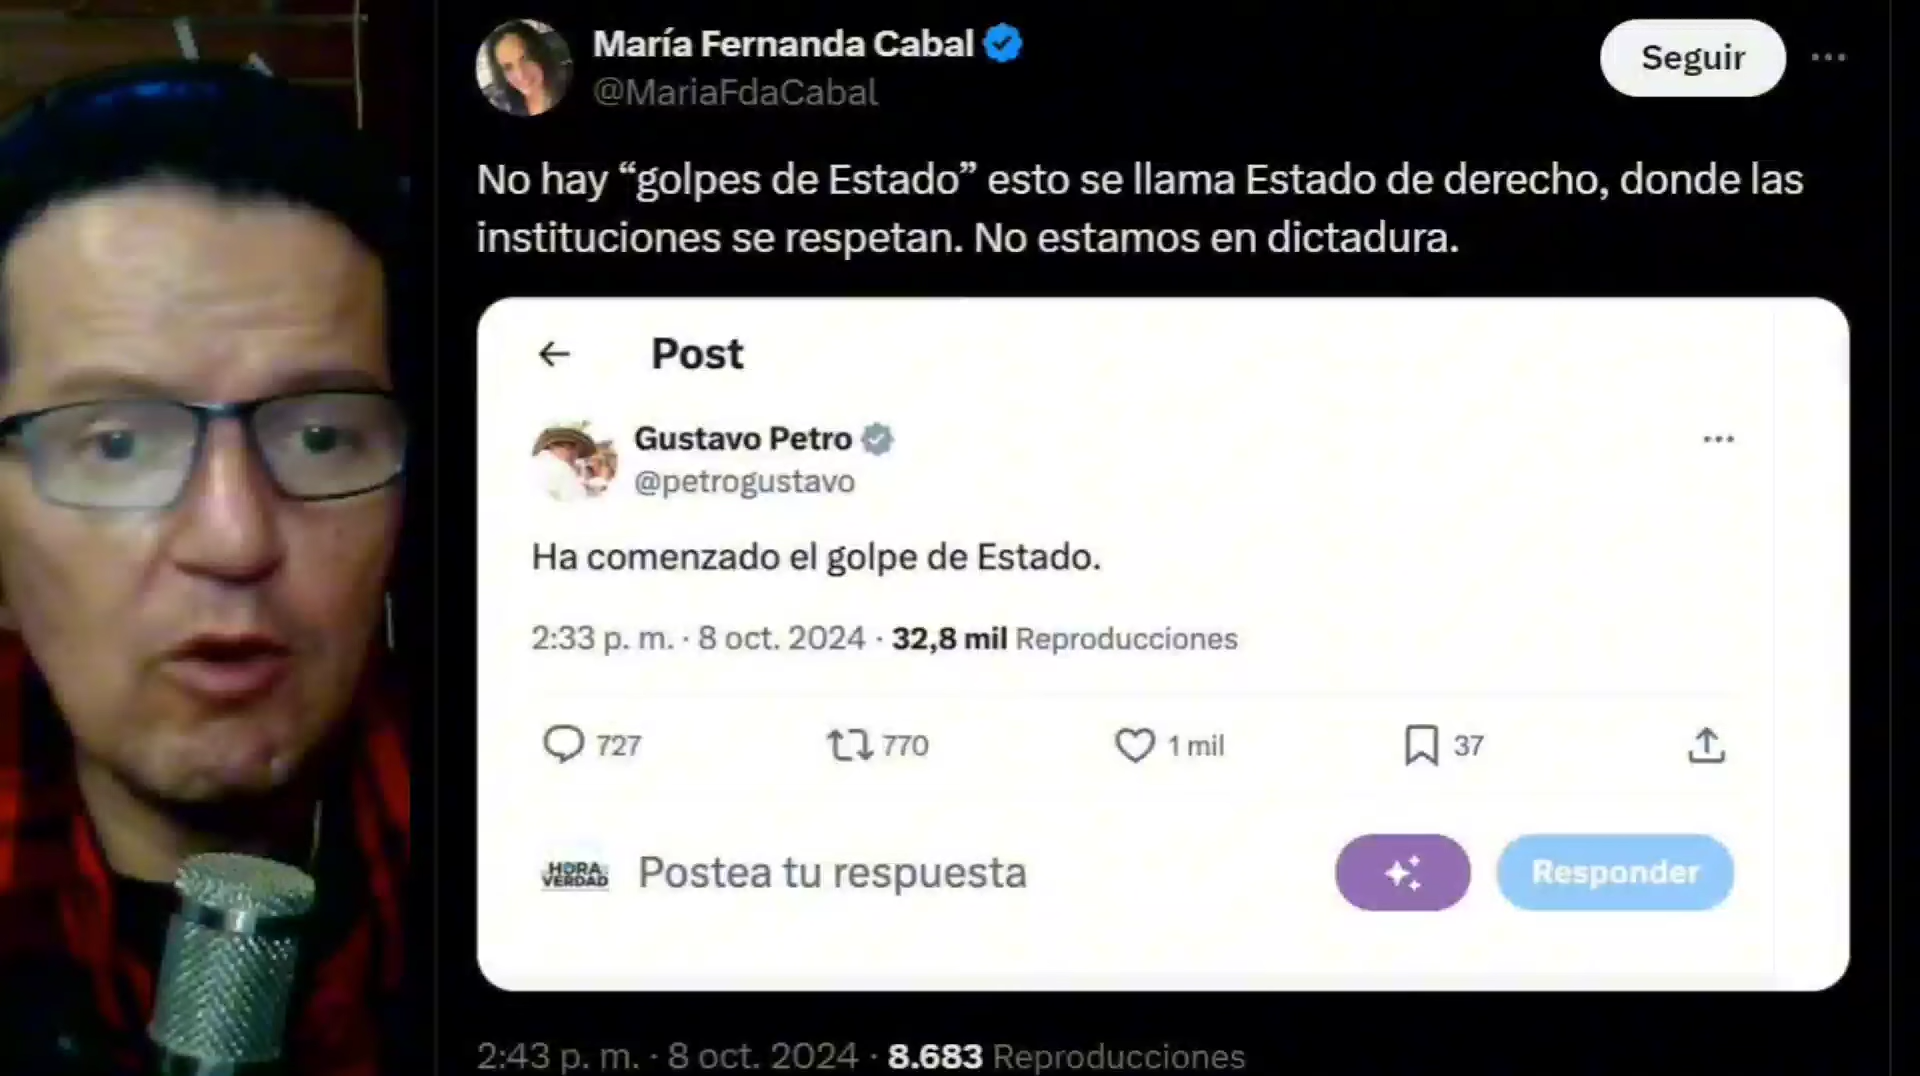 María Fernanda Cabal
@MariaFdaCabal
Seguir
No hay “golpes de Estado” esto se llama Estado de derecho, donde las
instituciones se respetan. No estamos en dictadura.
Post
Gustavo Petro
@petrogustavo
Ha comenzado el golpe de Estado.
2:33 p. m. · 8 oct. 2024 · 32,8 mil Reproducciones
727 770 1 mil 37
HORA
VERDAD
Postea tu respuesta
Responder
2:43 p. m. · 8 oct. 2024 · 8.683 Reproducciones